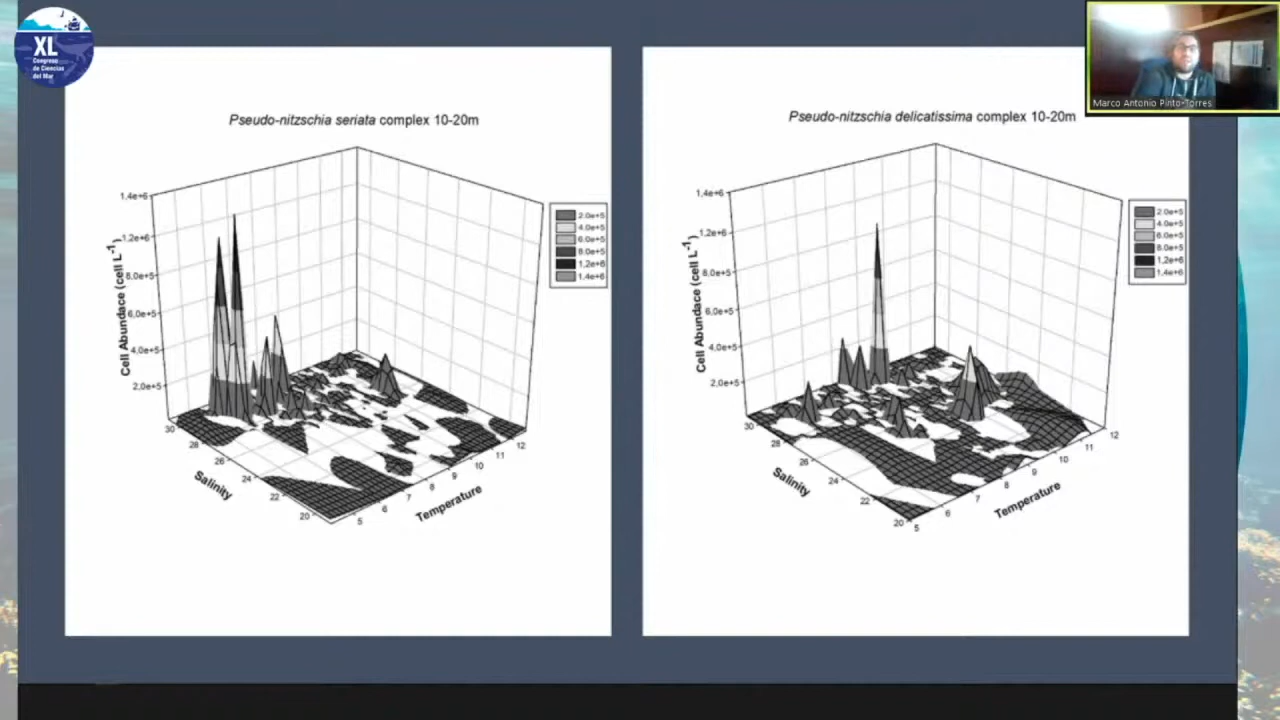 XL
Congreso
de Ciencias
del Mar
Marco Antonio Pinto-Torres
Pseudo-nitzschia seriata complex 10-20m
1,4e+6
1,2e+6
8,0e+5
6,0e+5
4,0e+5
2,0e+5
Cell Abundace (cell L-1)
30
28
26
24
22
20
Salinity
5
6
7
8
9
10
11
12
Temperature
2.0e+5
4.0e+5
6.0e+5
8.0e+5
1,2e+6
1.4e+6
Pseudo-nitzschia delicatissima complex 10-20m
1,4e+6
1,2e+6
8,0e+5
6,0e+5
4,0e+5
2,0e+5
Cell Abundace (cell L-1)
30
28
26
24
22
20
Salinity
5
6
7
8
9
10
11
12
Temperature
2.0e+5
4.0e+5
6.0e+5
8.0e+5
1,2e+6
1,4e+6